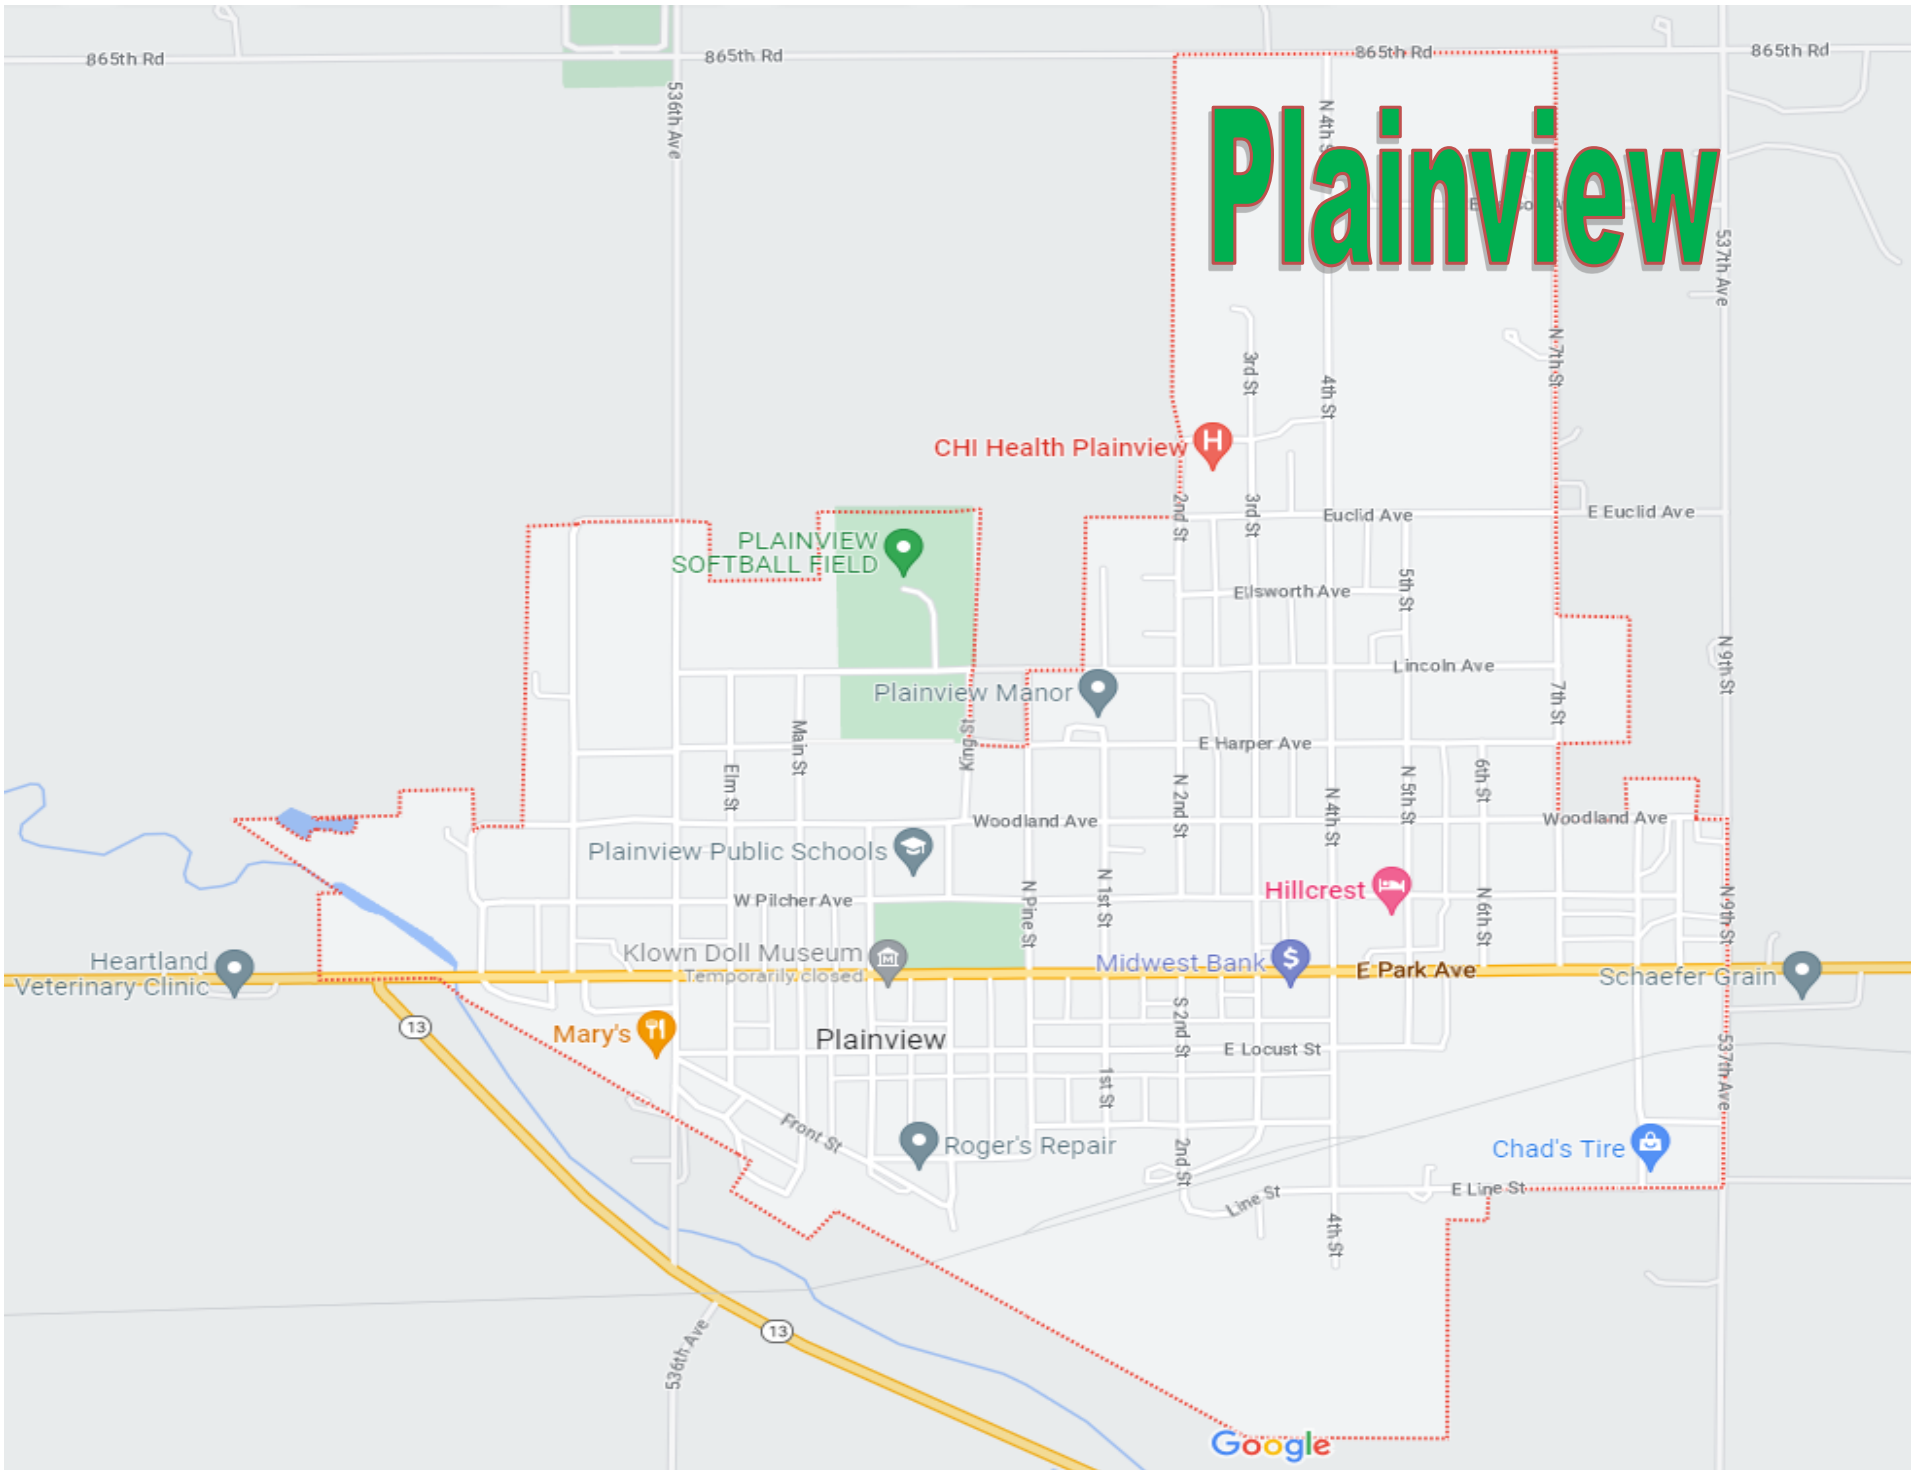 865th Rd
865th Rd
865th Rd
865th Rd
536th Ave
N 4th S
Plainview
537th Ave
N 7th St
3rd St
4th St
CHI Health Plainview
2nd St
3rd St
Euclid Ave
E Euclid Ave
PLAINVIEW
SOFTBALL FIELD
Ellsworth Ave
5th St
N 9th St
Lincoln Ave
Plainview Manor
7th St
King St
Main St
E Harper Ave
Elm St
N 2nd St
N 4th St
N 5th St
6th St
Woodland Ave
Woodland Ave
Plainview Public Schools
Hillcrest
W Pilcher Ave
N Pine St
N 1st St
N 6th St
N 9th St
Klown Doll Museum
Temporarily closed
Heartland
Veterinary Clinic
Midwest Bank
E Park Ave
Schaefer Grain
13
Mary's
Plainview
S 2nd St
E Locust St
537th Ave
1st St
Front St
Roger's Repair
2nd St
Chad's Tire
Line St
E Line St
4th St
13
536th Ave
Google